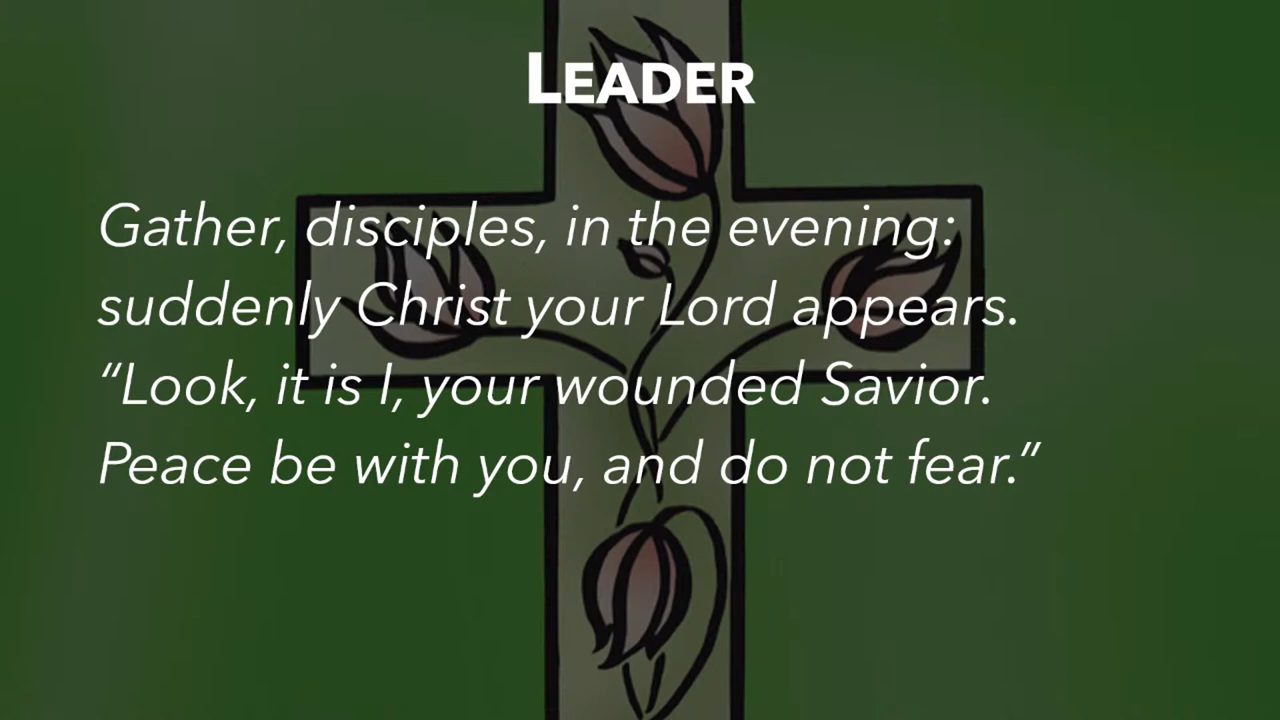 LEADER
Gather, disciples, in the evening:
suddenly Christ your Lord appears.
“Look, it is I, your wounded Savior.
Peace be with you, and do not fear.”